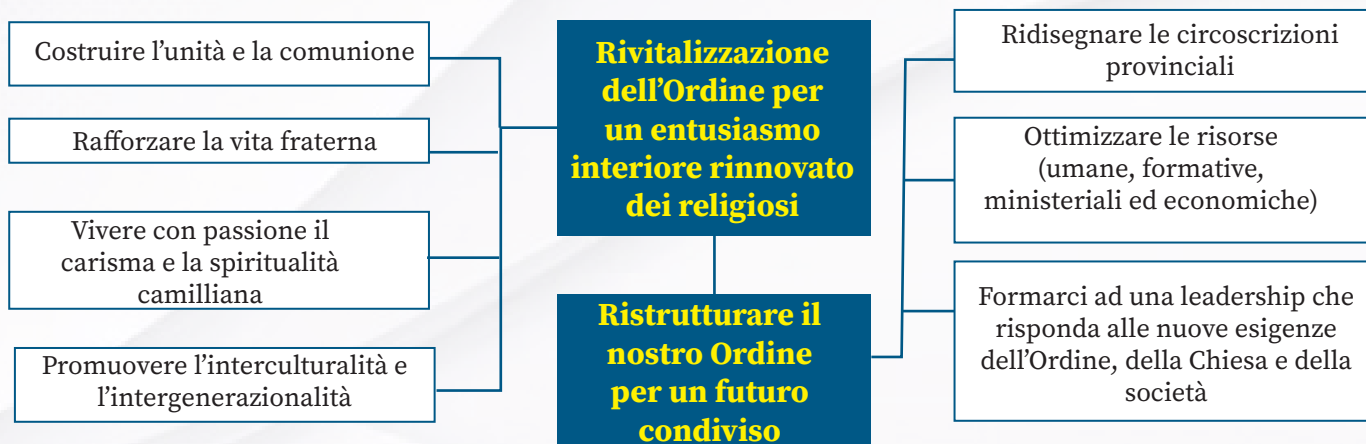 Costruire l’unità e la comunione
Rafforzare la vita fraterna
Vivere con passione il
carisma e la spiritualità
camilliana
Promuovere l’interculturalità e
l’intergenerazionalità
Rivitalizzazione
dell’Ordine per
un entusiasmo
interiore rinnovato
dei religiosi
Ristrutturare il
nostro Ordine
per un futuro
condiviso
Ridisegnare le circoscrizioni
provinciali
Ottimizzare le risorse
(umane, formative,
ministeriali ed economiche)
Formarci ad una leadership che
risponda alle nuove esigenze
dell’Ordine, della Chiesa e della
società